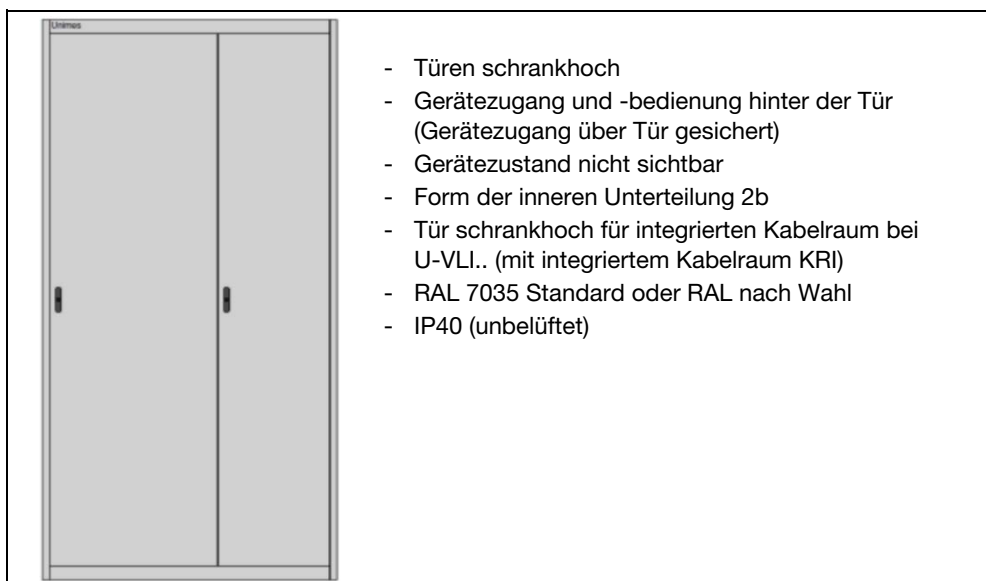 Unimes
- Türen schrankhoch
- Gerätezugang und -bedienung hinter der Tür
(Gerätezugang über Tür gesichert)
- Gerätezustand nicht sichtbar
- Form der inneren Unterteilung 2b
- Tür schrankhoch für integrierten Kabelraum bei
U-VLI.. (mit integriertem Kabelraum KRI)
- RAL 7035 Standard oder RAL nach Wahl
- IP40 (unbelüftet)